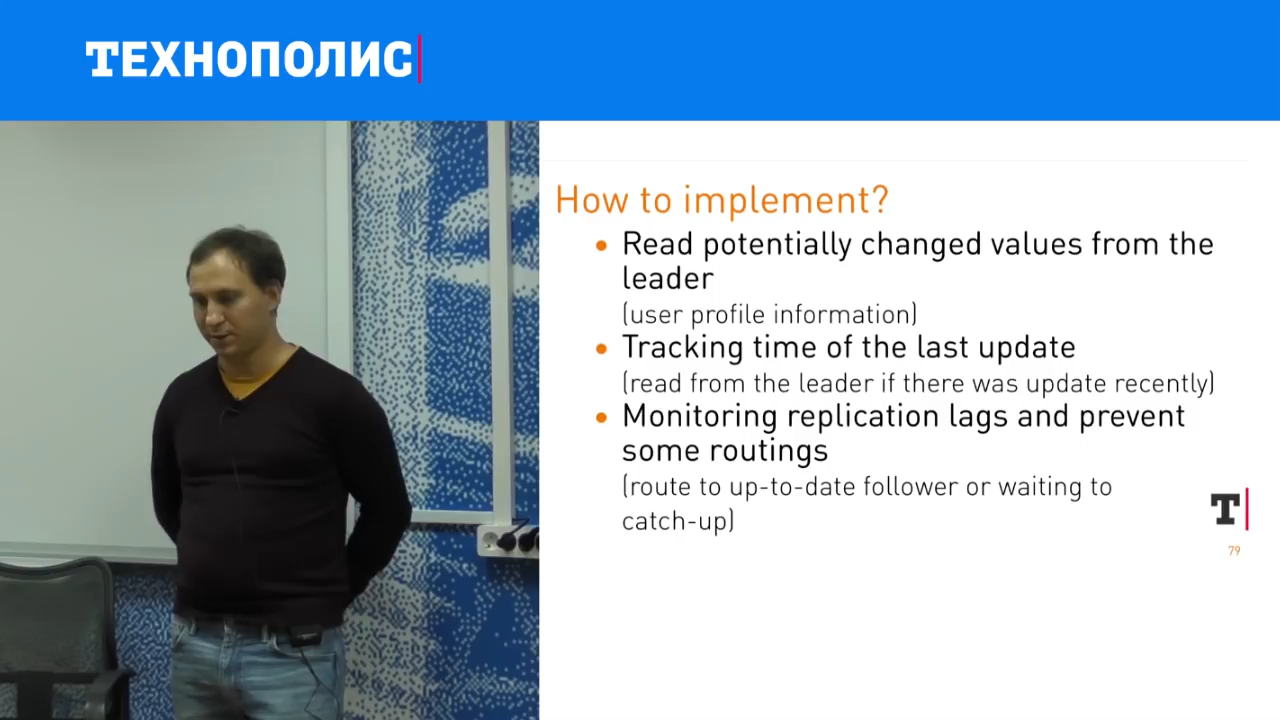 ТЕХНОПОЛИС
How to implement?
• Read potentially changed values from the
leader
(user profile information)
• Tracking time of the last update
(read from the leader if there was update recently)
• Monitoring replication lags and prevent
some routings
(route to up-to-date follower or waiting to
catch-up)
T
79